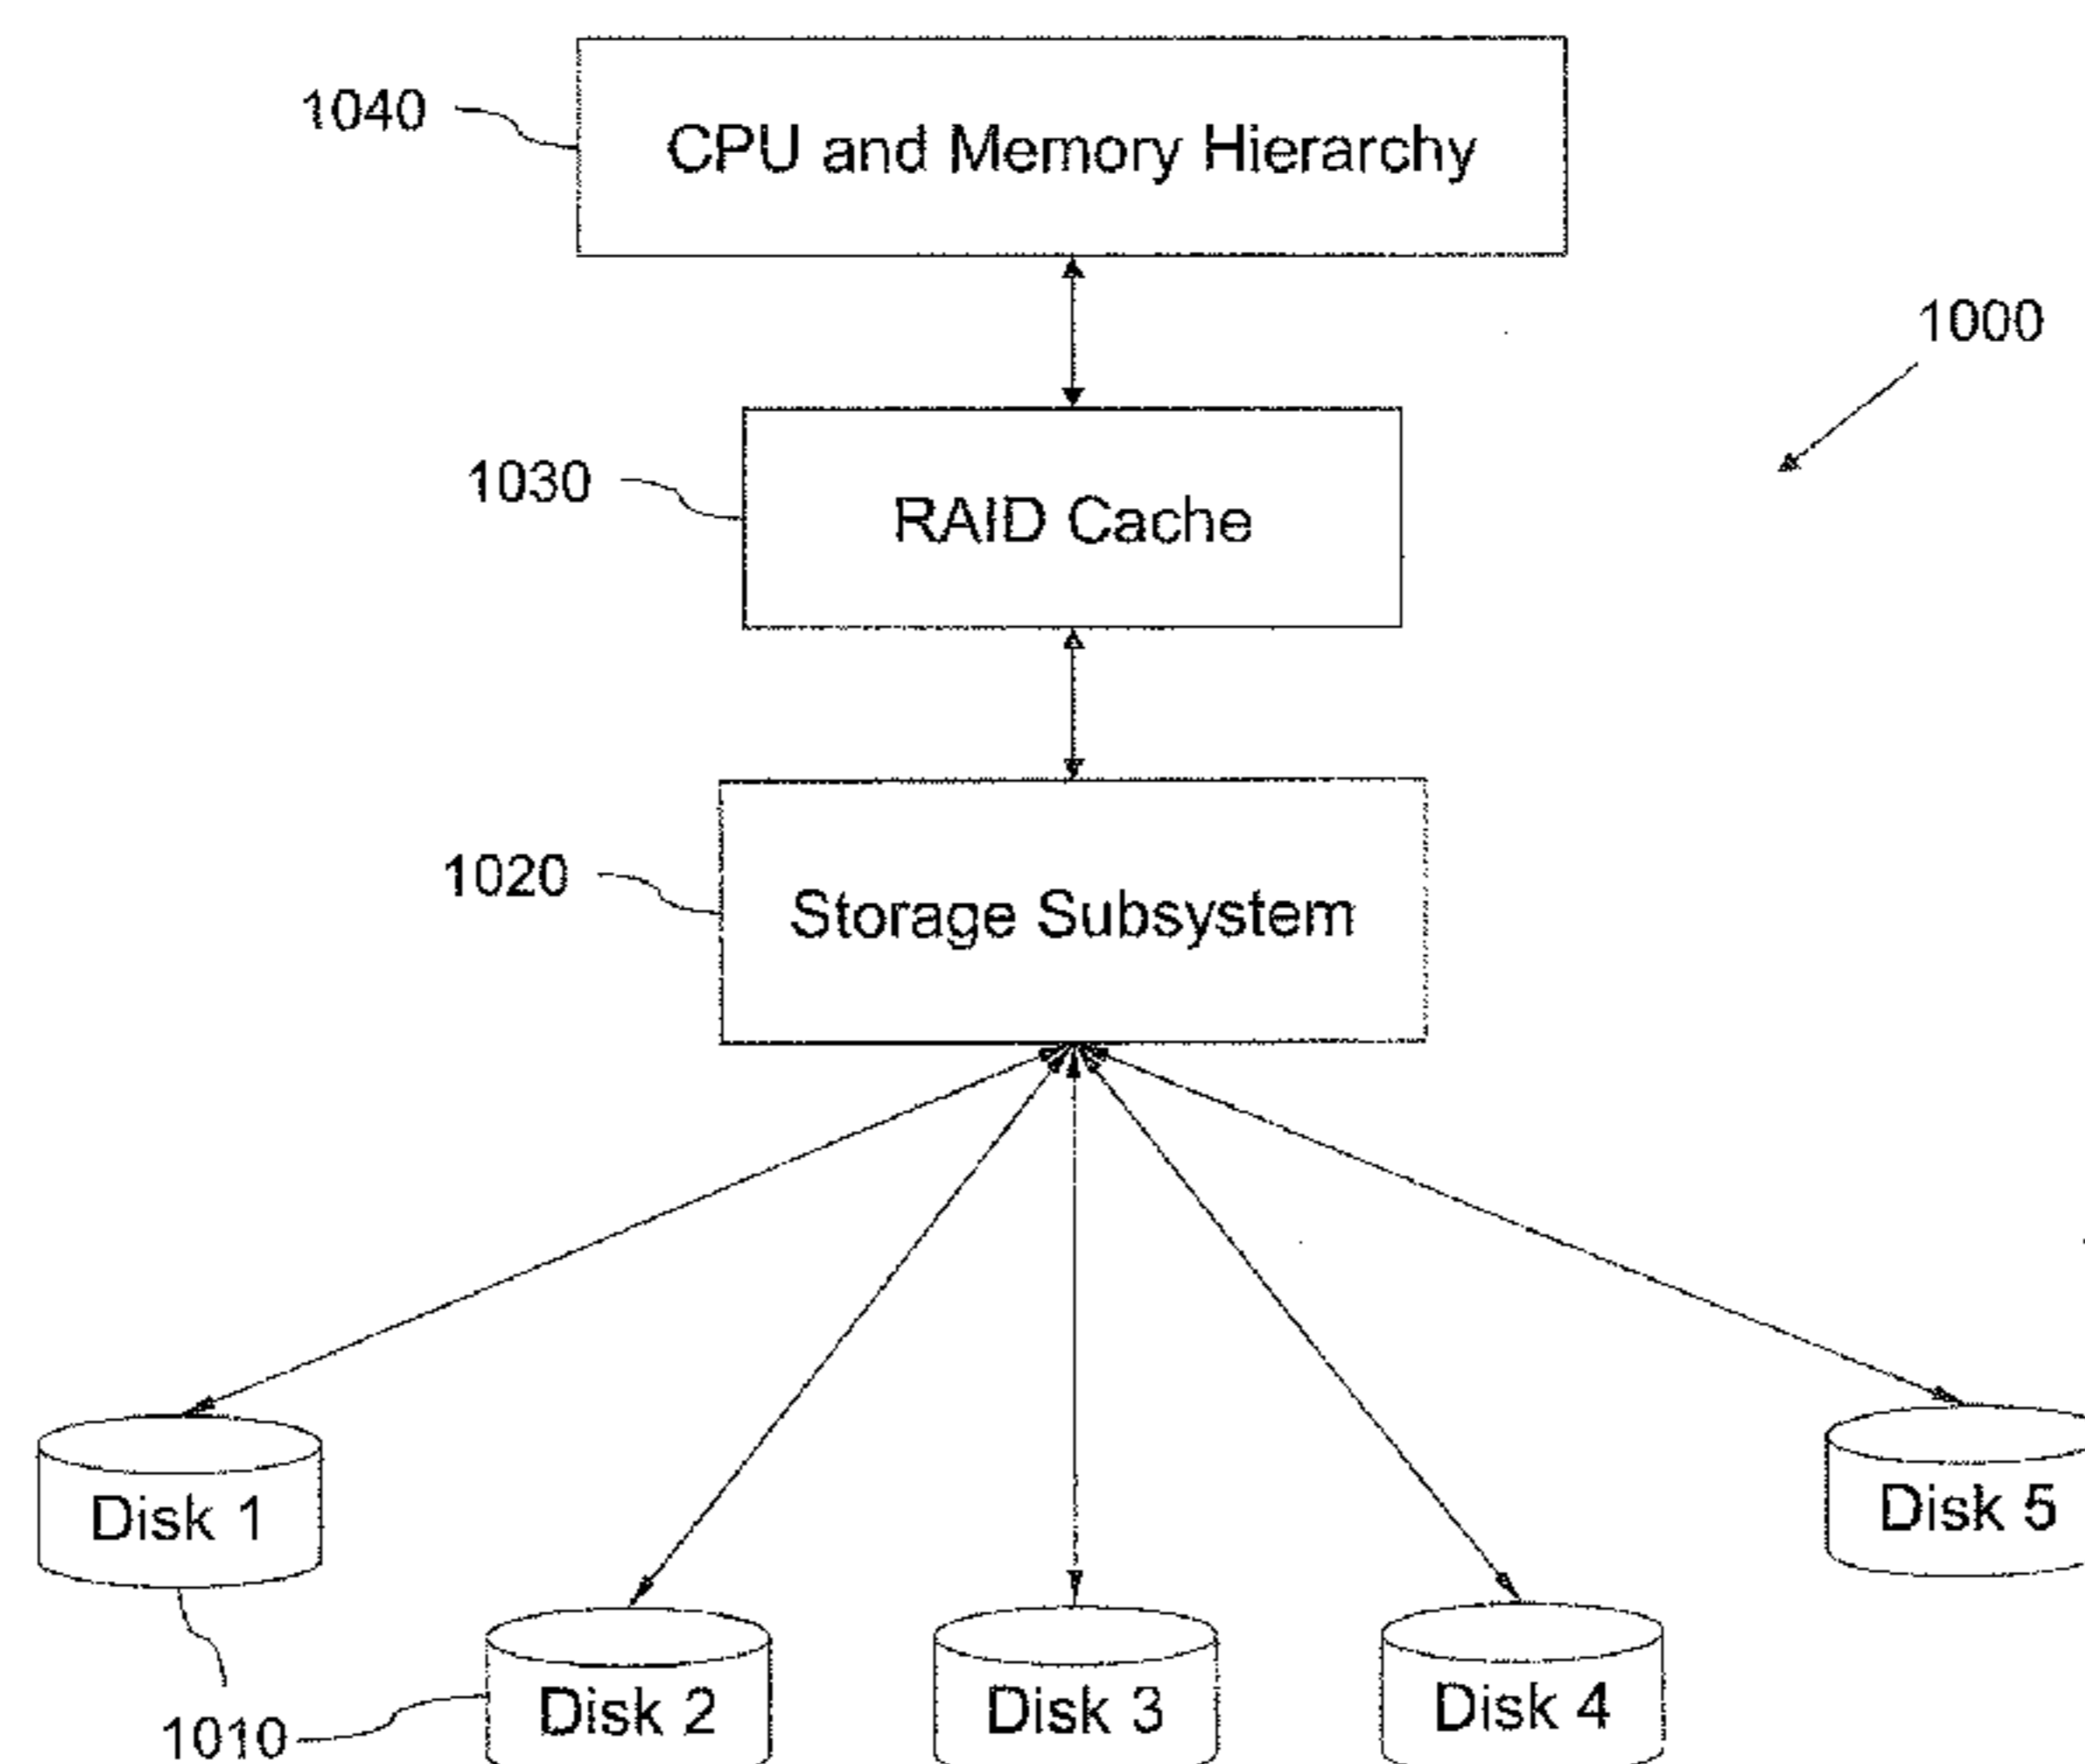 1040
CPU and Memory Hierarchy
1000
1030
RAID Cache
1020
Storage Subsystem
Disk 1
Disk 5
Disk 2
Disk 3
Disk 4
1010